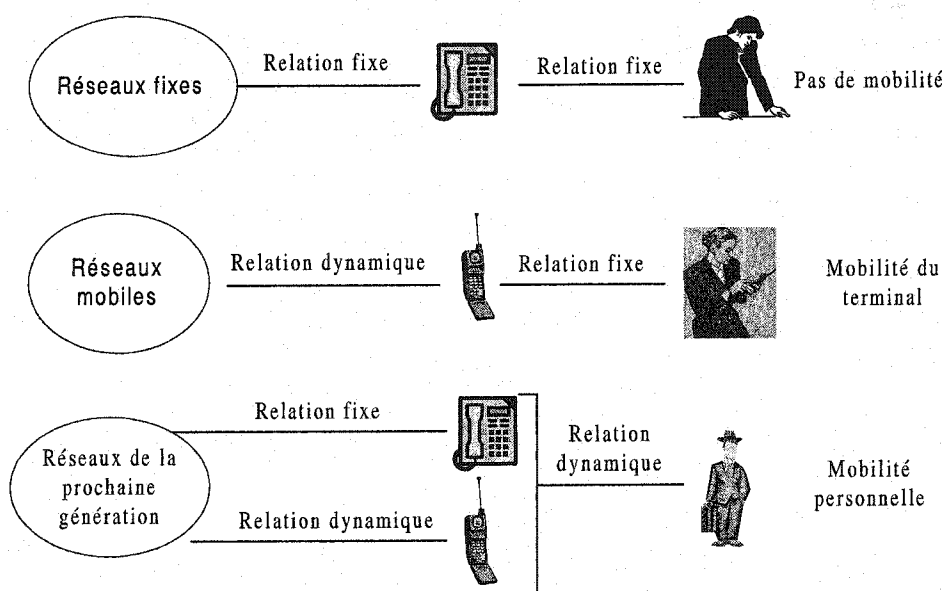 Réseaux fixes
Relation fixe
Relation fixe
Pas de mobilité
Réseaux
mobiles
Relation dynamique
Relation fixe
Mobilité du
terminal
Réseaux de la
prochaine
génération
Relation fixe
Relation dynamique
Relation
dynamique
Mobilité
personnelle